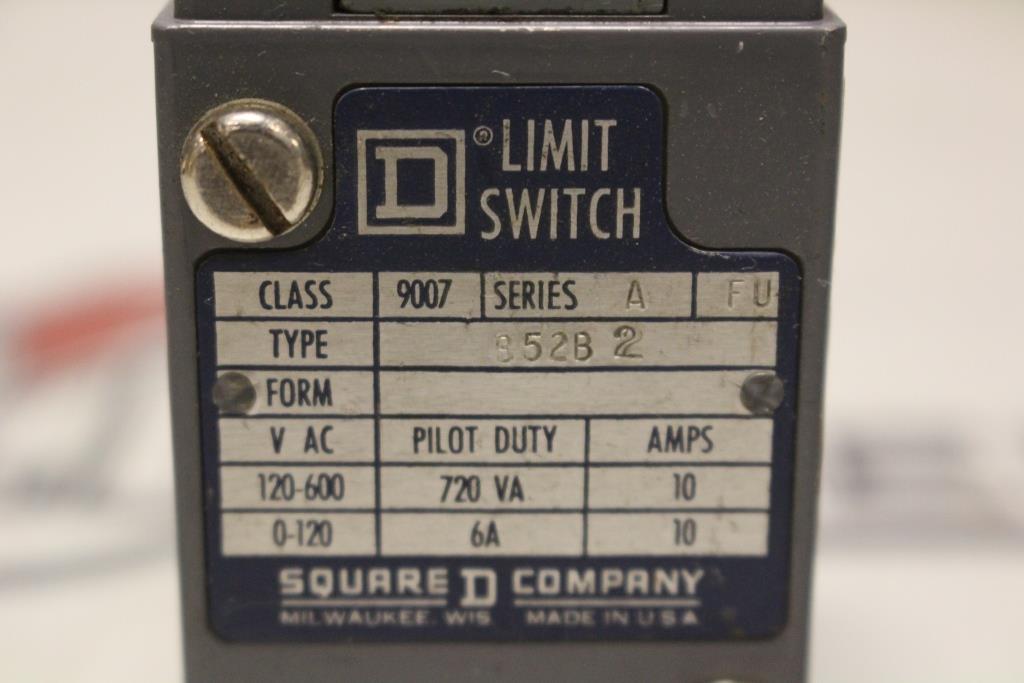 D ® LIMIT
SWITCH
CLASS 9007 SERIES A FU
TYPE B52B 2
FORM
V AC PILOT DUTY AMPS
120-600 720 VA 10
0-120 6A 10
SQUARE D COMPANY
MILWAUKEE, WIS. MADE IN U S A